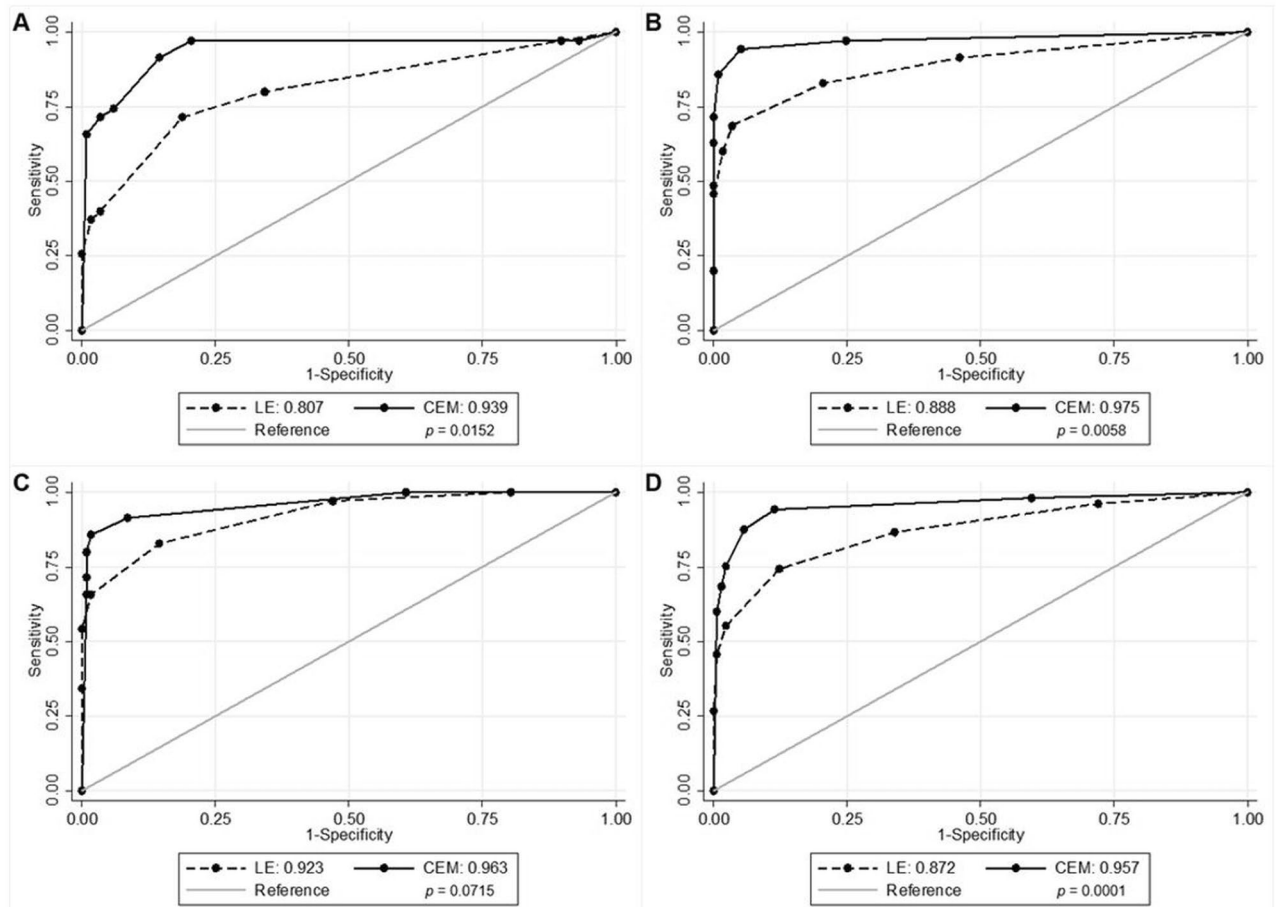 A
Sensitivity
0.00 0.25 0.50 0.75 1.00
0.00 0.25 0.50 0.75 1.00
1-Specificity
LE: 0.807 CEM: 0.939
Reference p = 0.0152
B
Sensitivity
0.00 0.25 0.50 0.75 1.00
0.00 0.25 0.50 0.75 1.00
1-Specificity
LE: 0.888 CEM: 0.975
Reference p = 0.0058
C
Sensitivity
0.00 0.25 0.50 0.75 1.00
0.00 0.25 0.50 0.75 1.00
1-Specificity
LE: 0.923 CEM: 0.963
Reference p = 0.0715
D
Sensitivity
0.00 0.25 0.50 0.75 1.00
0.00 0.25 0.50 0.75 1.00
1-Specificity
LE: 0.872 CEM: 0.957
Reference p = 0.0001